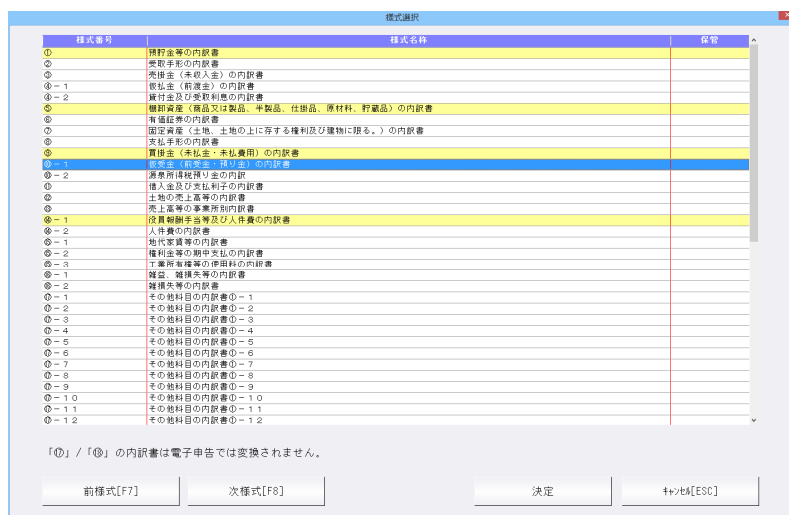 様式選択
様式番号 様式名称 保管
① 預貯金等の内訳書
② 受取手形の内訳書
③ 売掛金（未収入金）の内訳書
④－１ 仮払金（前渡金）の内訳書
④－２ 貸付金及び受取利息の内訳書
⑤ 棚卸資産（商品又は製品、半製品、仕掛品、原材料、貯蔵品）の内訳書
⑥ 有価証券の内訳書
⑦ 固定資産（土地、土地の上に存する権利及び建物に限る。）の内訳書
⑧ 支払手形の内訳書
⑨ 買掛金（未払金・未払費用）の内訳書
⑩－１ 仮受金（前受金・預り金）の内訳書
⑩－２ 源泉所得税預り金の内訳
⑪ 借入金及び支払利子の内訳書
⑫ 土地の売上高等の内訳書
⑬ 売上高等の事業所別内訳書
⑭－１ 役員報酬手当等及び人件費の内訳書
⑭－２ 人件費の内訳書
⑮－１ 地代家賃等の内訳書
⑮－２ 権利金等の期中支払の内訳書
⑮－３ 工業所有権等の使用料の内訳書
⑯－１ 雑益、雑損失等の内訳書
⑯－２ 雑損失等の内訳書
⑰－１ その他科目の内訳書①－１
⑰－２ その他科目の内訳書①－２
⑰－３ その他科目の内訳書①－３
⑰－４ その他科目の内訳書①－４
⑰－５ その他科目の内訳書①－５
⑰－６ その他科目の内訳書①－６
⑰－７ その他科目の内訳書①－７
⑰－８ その他科目の内訳書①－８
⑰－９ その他科目の内訳書①－９
⑰－１０ その他科目の内訳書①－１０
⑰－１１ その他科目の内訳書①－１１
⑰－１２ その他科目の内訳書①－１２
「⑰」／「⑱」の内訳書は電子申告では変換されません。
前様式[F7] 次様式[F8] 決定 ｷｬﾝｾﾙ[ESC]